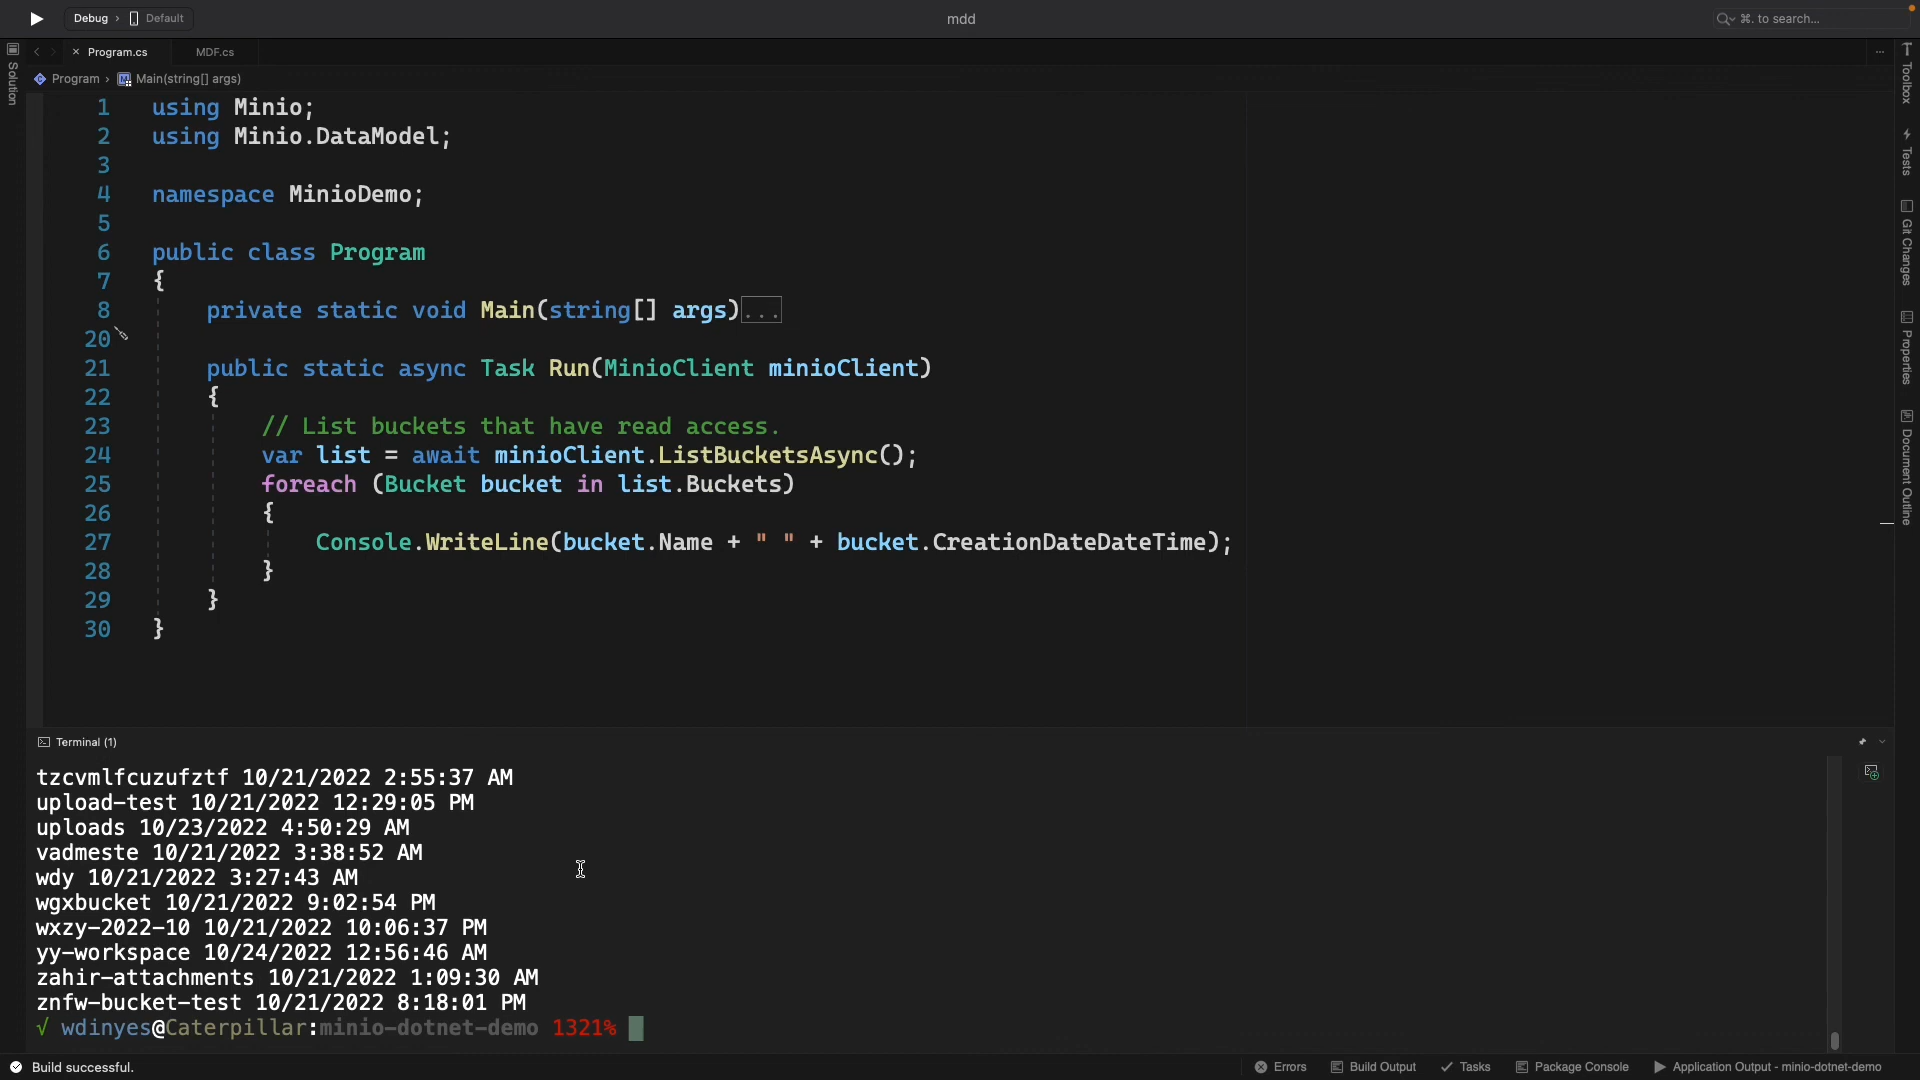 Debug › Default
mdd
⌘. to search...
Solution
Program.cs
MDF.cs
Program › Main(string[] args)
1 using Minio;
2 using Minio.DataModel;
3
4 namespace MinioDemo;
5
6 public class Program
7 {
8 private static void Main(string[] args)...
20
21 public static async Task Run(MinioClient minioClient)
22 {
23 // List buckets that have read access.
24 var list = await minioClient.ListBucketsAsync();
25 foreach (Bucket bucket in list.Buckets)
26 {
27 Console.WriteLine(bucket.Name + " " + bucket.CreationDateDateTime);
28 }
29 }
30 }
Toolbox
Tests
Git Changes
Properties
Document Outline
Terminal (1)
tzcvmlfcuzufztf 10/21/2022 2:55:37 AM
upload-test 10/21/2022 12:29:05 PM
uploads 10/23/2022 4:50:29 AM
vadmeste 10/21/2022 3:38:52 AM
wdy 10/21/2022 3:27:43 AM
wgxbucket 10/21/2022 9:02:54 PM
wxzy-2022-10 10/21/2022 10:06:37 PM
yy-workspace 10/24/2022 12:56:46 AM
zahir-attachments 10/21/2022 1:09:30 AM
znfw-bucket-test 10/21/2022 8:18:01 PM
√ wdinyes@Caterpillar:minio-dotnet-demo 1321%
Build successful.
Errors
Build Output
Tasks
Package Console
Application Output - minio-dotnet-demo